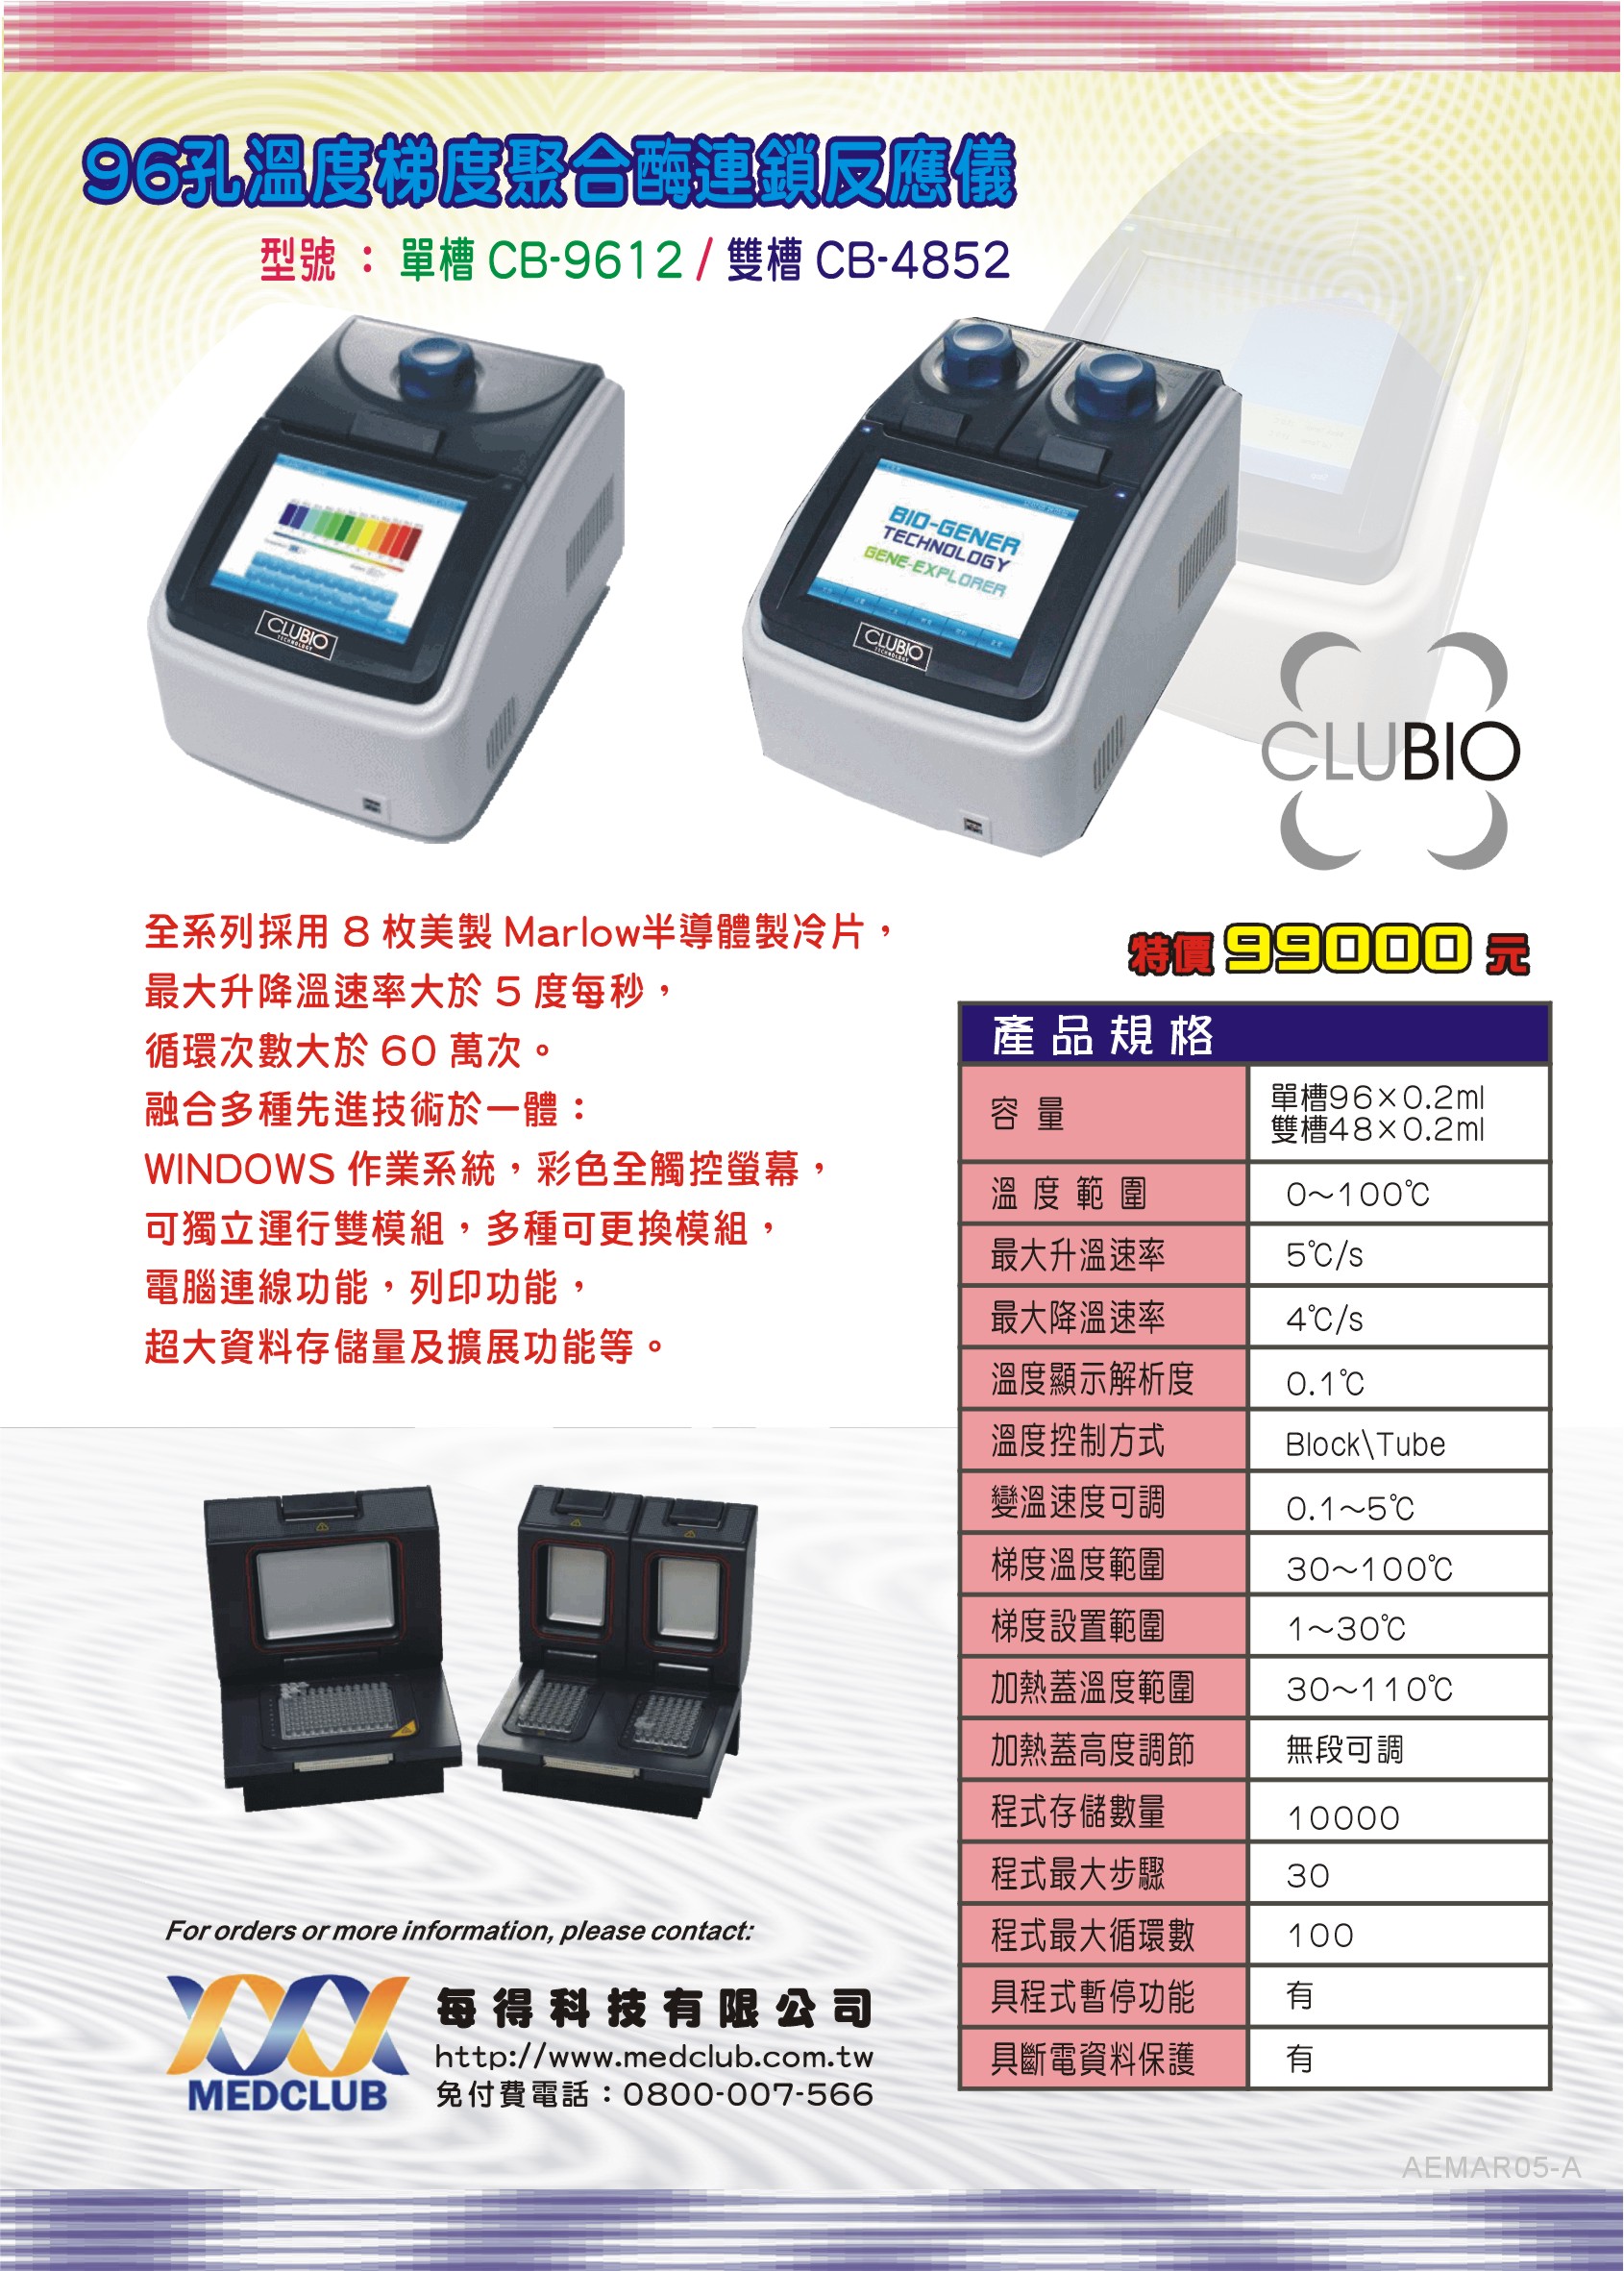 96孔溫度梯度聚合酶連鎖反應儀
型號 : 單槽 CB-9612 / 雙槽 CB-4852
CLUBIO
TECHNOLOGY
BIO-GENER
TECHNOLOGY
GENE-EXPLORER
CLUBIO
TECHNOLOGY
CLUBIO
全系列採用 8 枚美製 Marlow半導體製冷片，
最大升降溫速率大於 5 度每秒，
循環次數大於 60 萬次。
融合多種先進技術於一體：
WINDOWS 作業系統，彩色全觸控螢幕，
可獨立運行雙模組，多種可更換模組，
電腦連線功能，列印功能，
超大資料存儲量及擴展功能等。
特價 99000 元
產品規格
容量 單槽96×0.2ml
雙槽48×0.2ml
溫度範圍 0～100℃
最大升溫速率 5℃/s
最大降溫速率 4℃/s
溫度顯示解析度 0.1℃
溫度控制方式 Block\Tube
變溫速度可調 0.1～5℃
梯度溫度範圍 30～100℃
梯度設置範圍 1～30℃
加熱蓋溫度範圍 30～110℃
加熱蓋高度調節 無段可調
程式存儲數量 10000
程式最大步驟 30
程式最大循環數 100
具程式暫停功能 有
具斷電資料保護 有
For orders or more information, please contact:
MEDCLUB
每得科技有限公司
http://www.medclub.com.tw
免付費電話：0800-007-566
AEMAR05-A